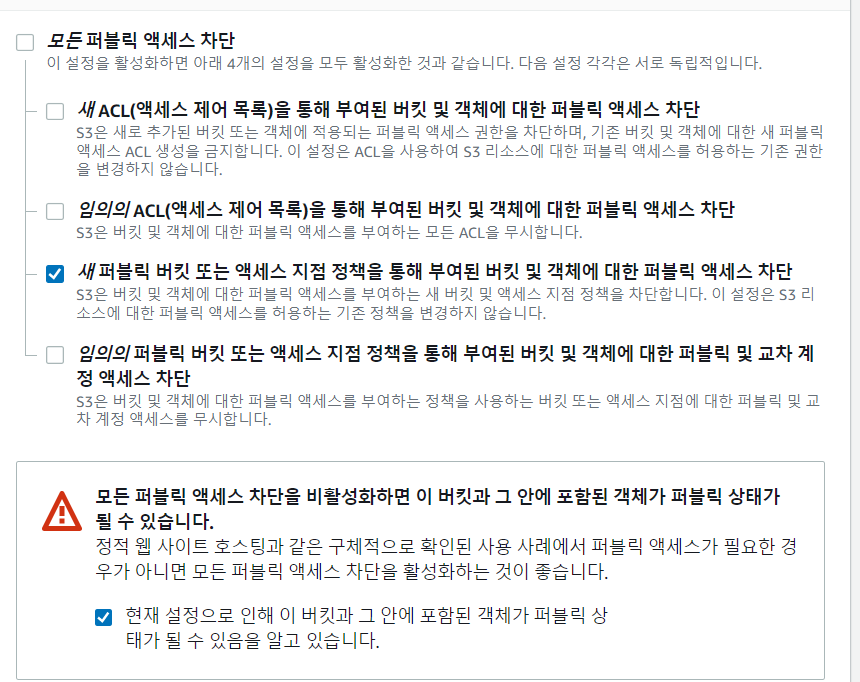 모든 퍼블릭 액세스 차단
이 설정을 활성화하면 아래 4개의 설정을 모두 활성화한 것과 같습니다. 다음 설정 각각은 서로 독립적입니다.
새 ACL(액세스 제어 목록)을 통해 부여된 버킷 및 객체에 대한 퍼블릭 액세스 차단
S3은 새로 추가된 버킷 또는 객체에 적용되는 퍼블릭 액세스 권한을 차단하며, 기존 버킷 및 객체에 대한 새 퍼블릭
액세스 ACL 생성을 금지합니다. 이 설정은 ACL을 사용하여 S3 리소스에 대한 퍼블릭 액세스를 허용하는 기존 권한
을 변경하지 않습니다.
임의의 ACL(액세스 제어 목록)을 통해 부여된 버킷 및 객체에 대한 퍼블릭 액세스 차단
S3은 버킷 및 객체에 대한 퍼블릭 액세스를 부여하는 모든 ACL을 무시합니다.
새 퍼블릭 버킷 또는 액세스 지점 정책을 통해 부여된 버킷 및 객체에 대한 퍼블릭 액세스 차단
S3은 버킷 및 객체에 대한 퍼블릭 액세스를 부여하는 새 버킷 및 액세스 지점 정책을 차단합니다. 이 설정은 S3 리
소스에 대한 퍼블릭 액세스를 허용하는 기존 정책을 변경하지 않습니다.
임의의 퍼블릭 버킷 또는 액세스 지점 정책을 통해 부여된 버킷 및 객체에 대한 퍼블릭 및 교차 계
정 액세스 차단
S3은 버킷 및 객체에 대한 퍼블릭 액세스를 부여하는 정책을 사용하는 버킷 또는 액세스 지점에 대한 퍼블릭 및 교
차 계정 액세스를 무시합니다.
모든 퍼블릭 액세스 차단을 비활성화하면 이 버킷과 그 안에 포함된 객체가 퍼블릭 상태가
될 수 있습니다.
정적 웹 사이트 호스팅과 같은 구체적으로 확인된 사용 사례에서 퍼블릭 액세스가 필요한 경
우가 아니면 모든 퍼블릭 액세스 차단을 활성화하는 것이 좋습니다.
현재 설정으로 인해 이 버킷과 그 안에 포함된 객체가 퍼블릭 상
태가 될 수 있음을 알고 있습니다.